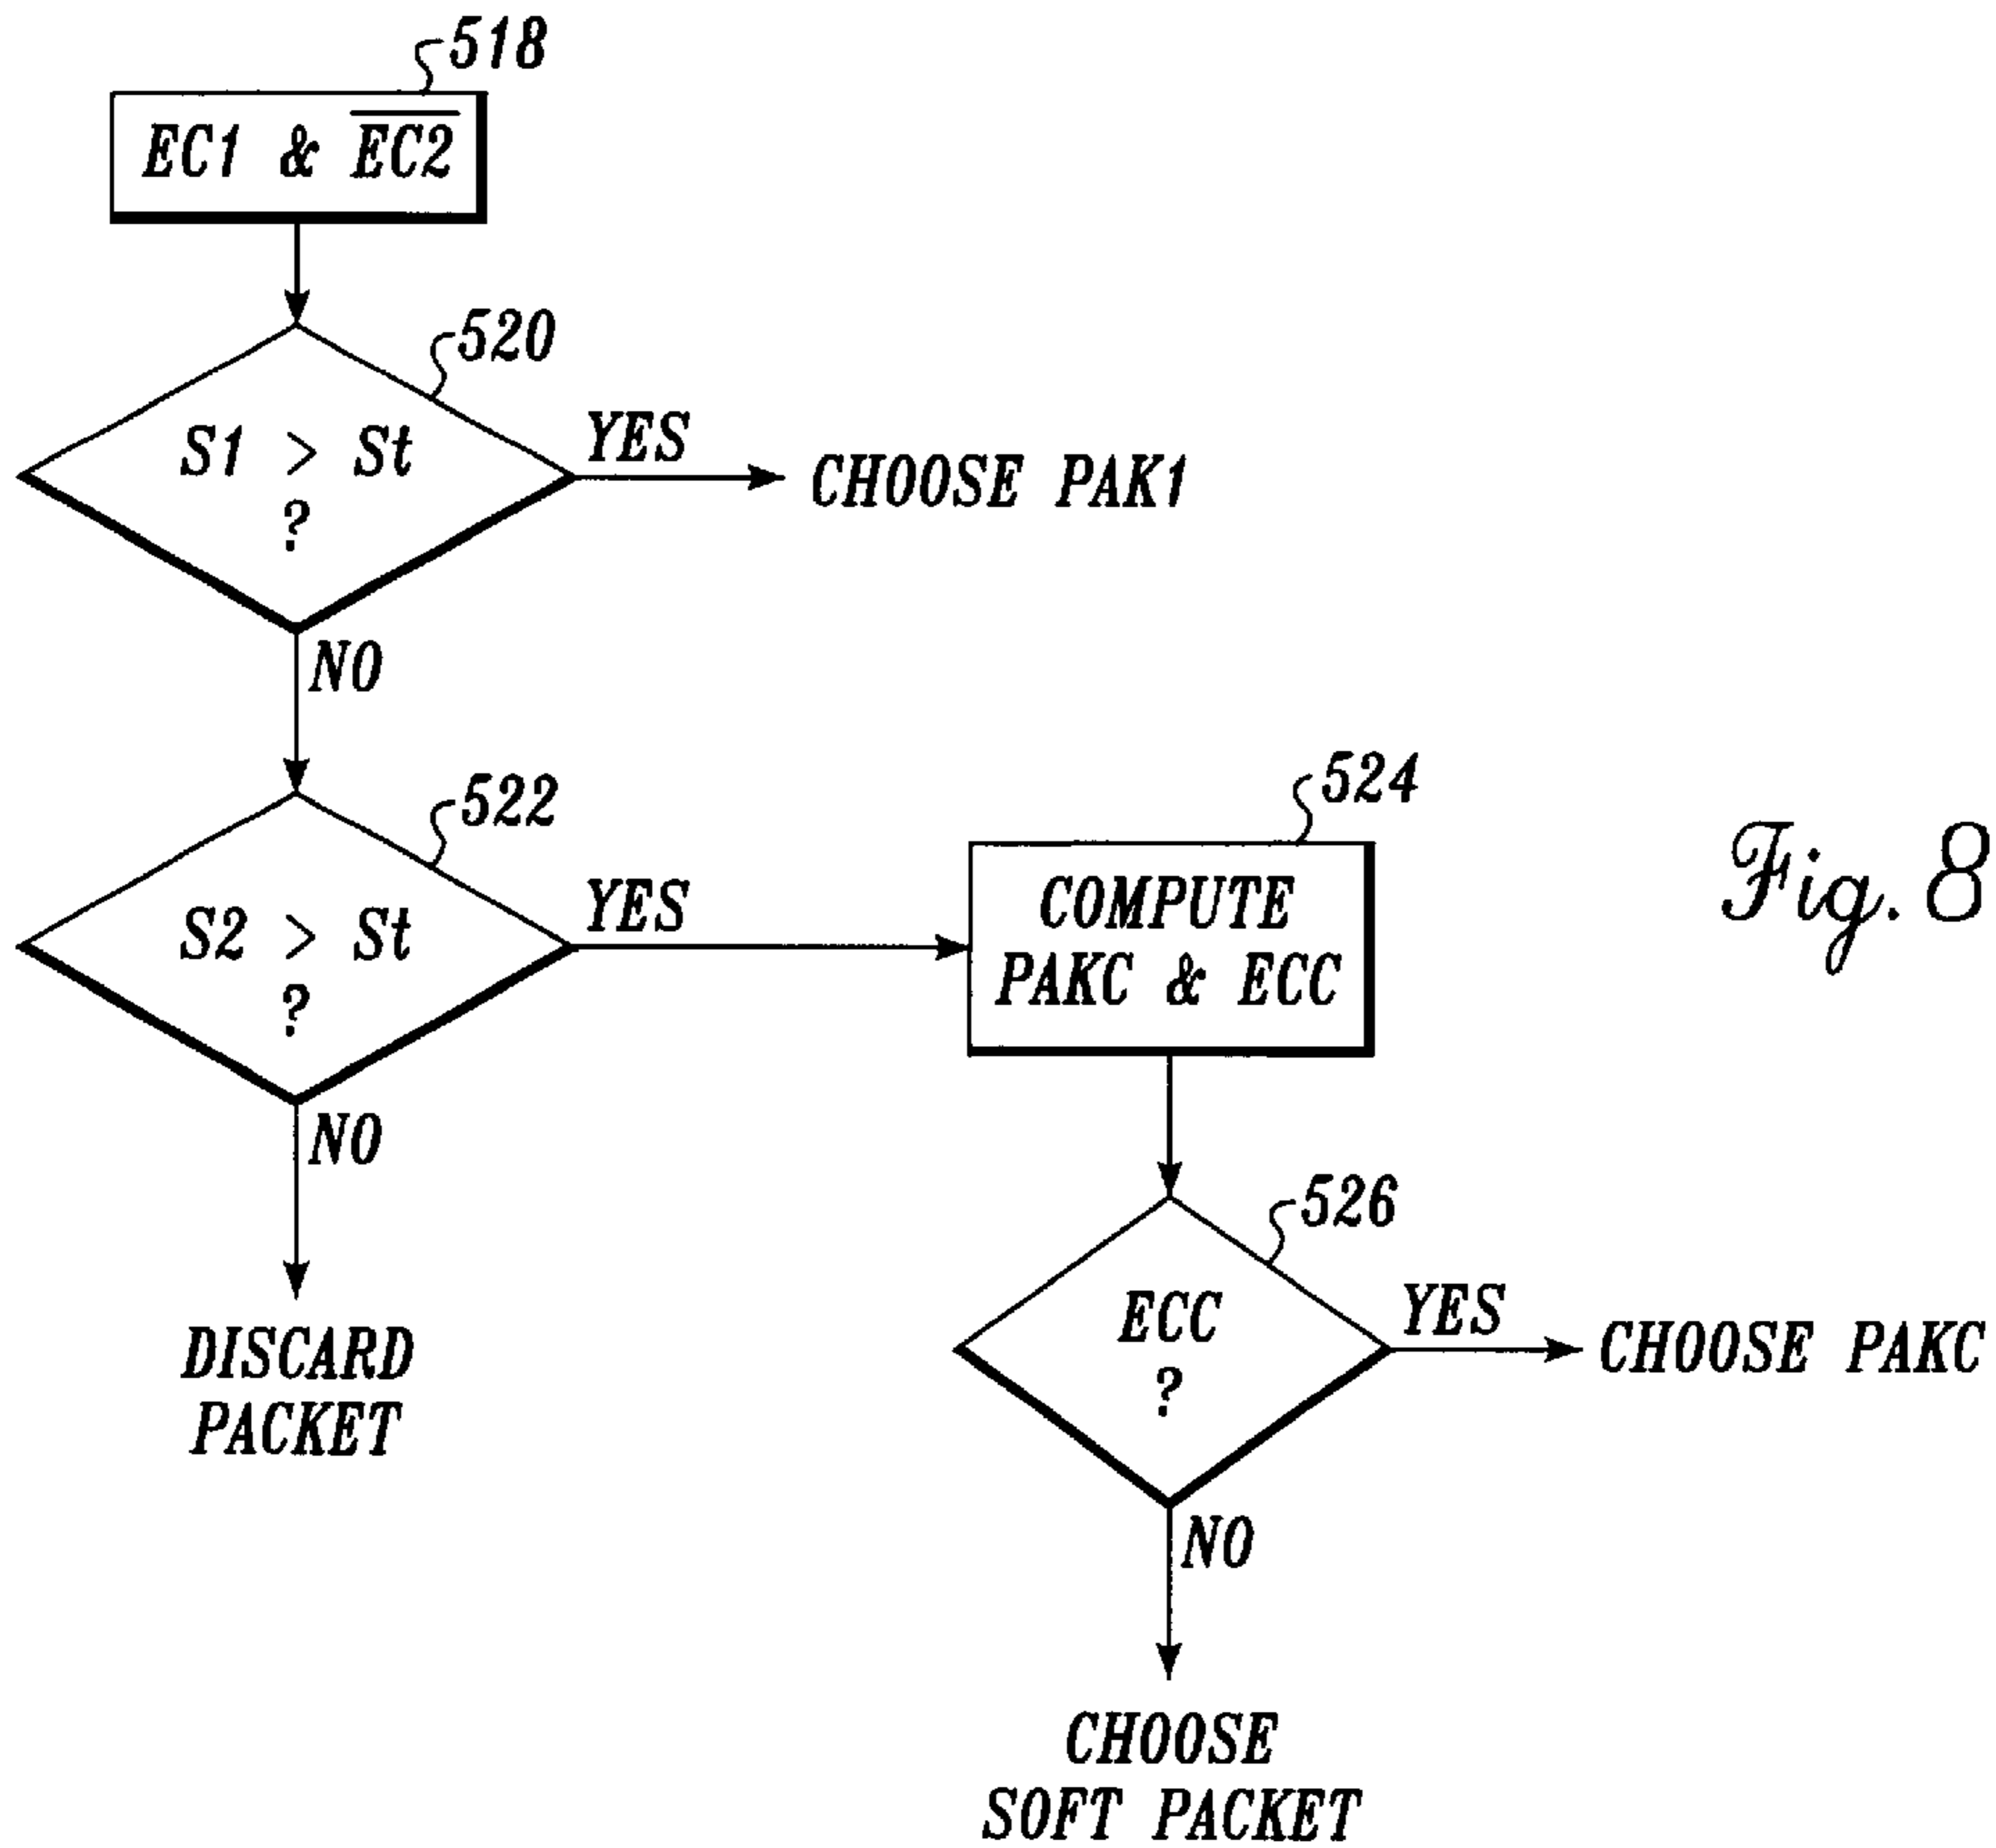 518
EC1 & E̅C̅2̅
520
S1 > St
?
YES
CHOOSE PAK1
NO
522
S2 > St
?
YES
524
COMPUTE
PAKC & ECC
Fig. 8
NO
DISCARD
PACKET
526
ECC
?
YES
CHOOSE PAKC
NO
CHOOSE
SOFT PACKET